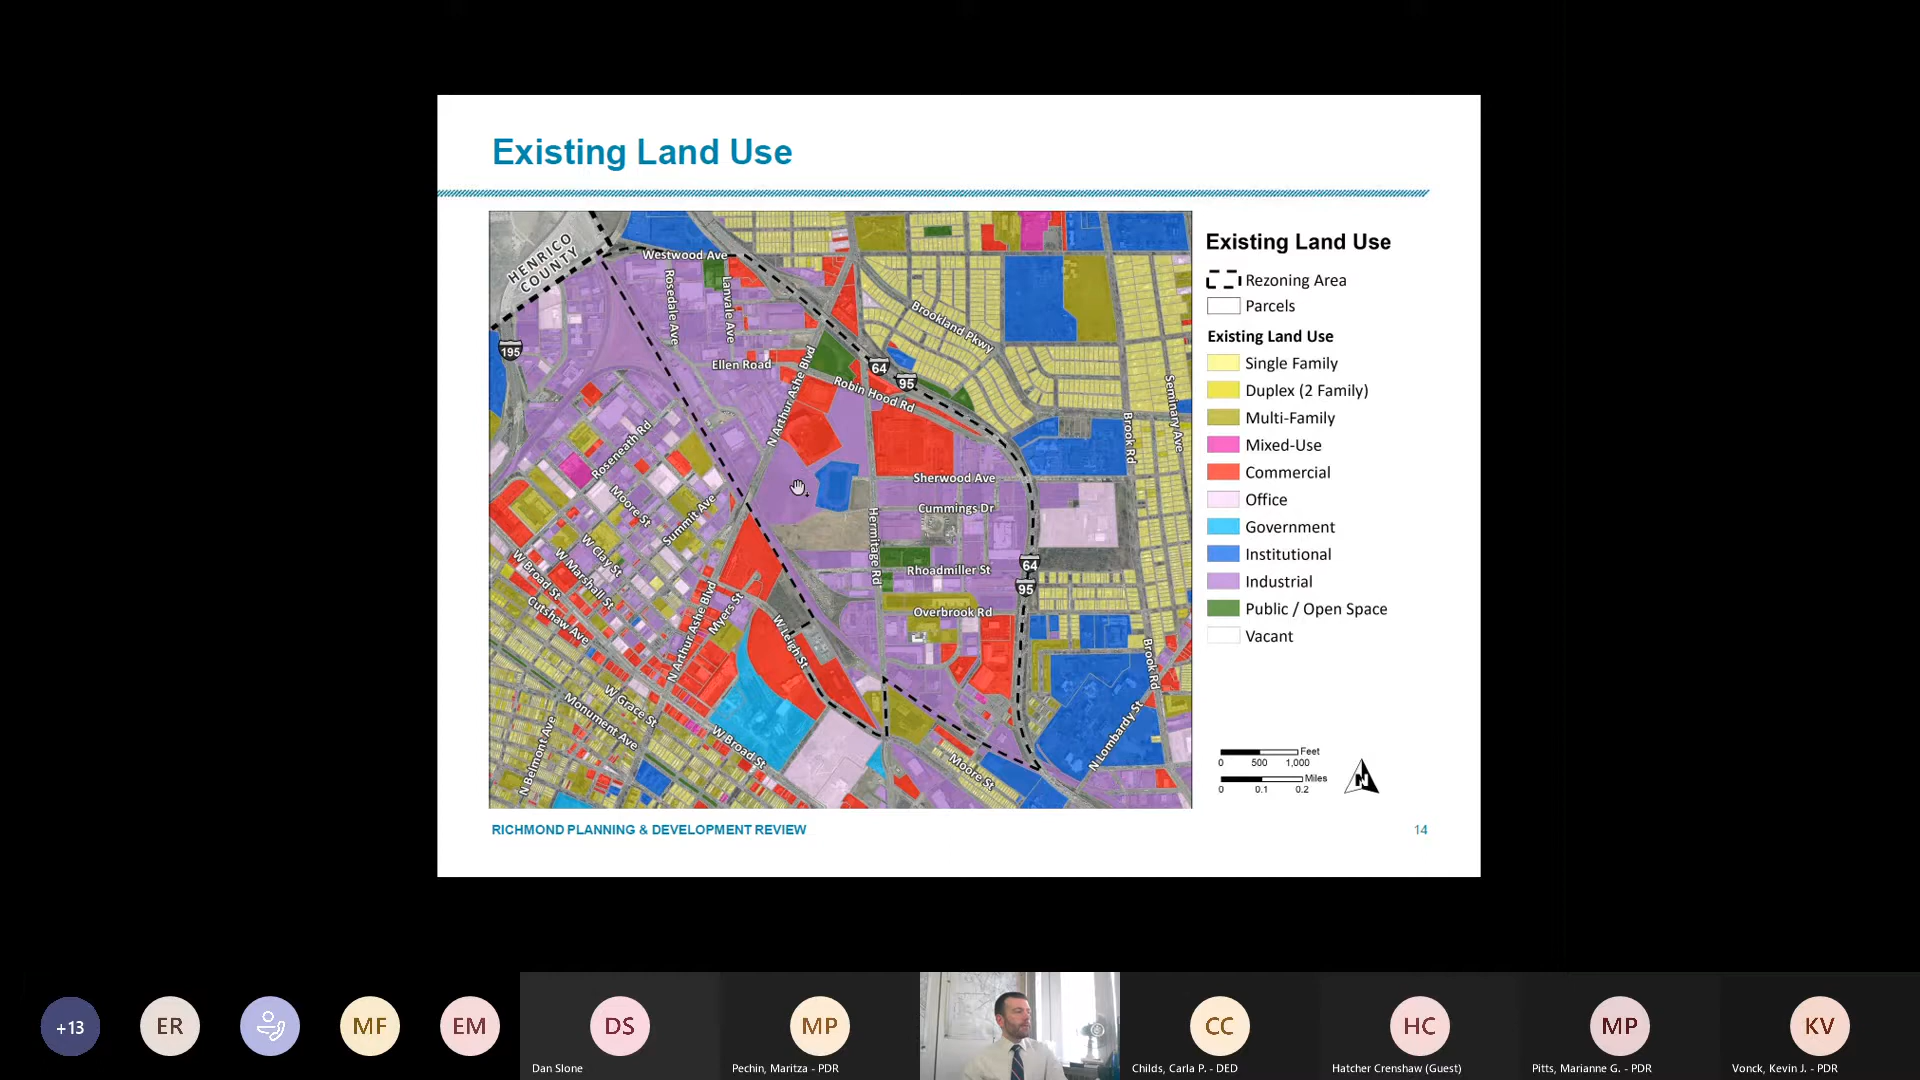 Existing Land Use
HENRICO
COUNTY
Westwood Ave
Rosedale Ave
Lanvale Ave
Brookland Pkwy
195
Ellen Road
N Arthur Ashe Blvd
64
95
Robin Hood Rd
Seminary Ave
Brook Rd
Roseneath Rd
Sherwood Ave
Moore St
Summit Ave
Cummings Dr
Hermitage Rd
W Clay St
W Marshall St
W Broad St
Cutshaw Ave
Rhoadmiller St
64
95
N Arthur Ashe Blvd
Myers St
Overbrook Rd
W Leigh St
Brook Rd
W Grace St
Monument Ave
N Belmont Ave
W Broad St
Moore St
N Lombardy St
Existing Land Use
Rezoning Area
Parcels
Existing Land Use
Single Family
Duplex (2 Family)
Multi-Family
Mixed-Use
Commercial
Office
Government
Institutional
Industrial
Public / Open Space
Vacant
Feet
0 500 1,000
Miles
0 0.1 0.2
N
RICHMOND PLANNING & DEVELOPMENT REVIEW
14
+13
ER
MF
EM
DS
MP
CC
HC
MP
KV
Dan Slone
Pechin, Maritza - PDR
Childs, Carla P. - DED
Hatcher Crenshaw (Guest)
Pitts, Marianne G. - PDR
Vonck, Kevin J. - PDR